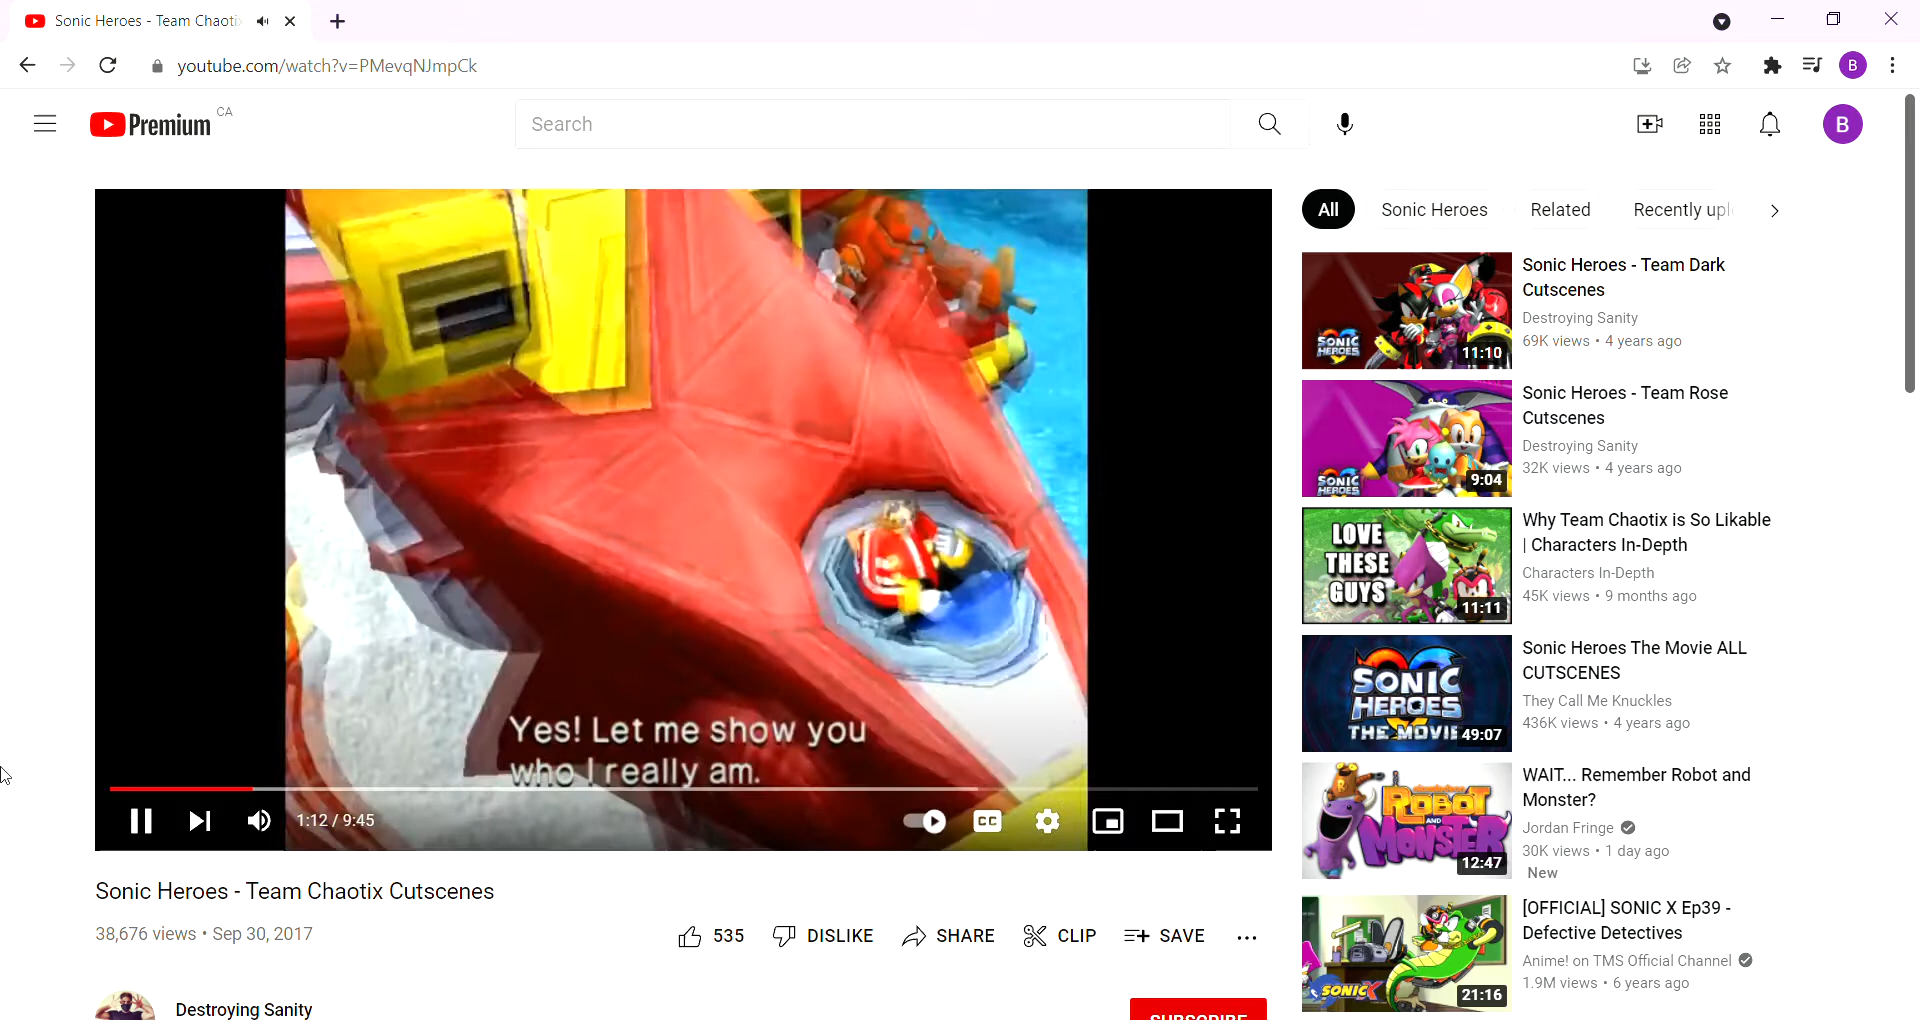 Sonic Heroes - Team Chaoti
youtube.com/watch?v=PMevqNJmpCk
B
Premium
CA
Search
B
Yes! Let me show you
who I really am.
1:12 / 9:45
CC
Sonic Heroes - Team Chaotix Cutscenes
38,676 views • Sep 30, 2017
535
DISLIKE
SHARE
CLIP
SAVE
Destroying Sanity
SUBSCRIBE
All
Sonic Heroes
Related
Recently upl
SONIC
HEROES
11:10
Sonic Heroes - Team Dark
Cutscenes
Destroying Sanity
69K views • 4 years ago
SONIC
HEROES
9:04
Sonic Heroes - Team Rose
Cutscenes
Destroying Sanity
32K views • 4 years ago
LOVE
THESE
GUYS
11:11
Why Team Chaotix is So Likable
| Characters In-Depth
Characters In-Depth
45K views • 9 months ago
SONIC
HEROES
THE MOVIE
49:07
Sonic Heroes The Movie ALL
CUTSCENES
They Call Me Knuckles
436K views • 4 years ago
ROBOT
AND
MONSTER
12:47
WAIT... Remember Robot and
Monster?
Jordan Fringe
30K views • 1 day ago
New
SONIC X
21:16
[OFFICIAL] SONIC X Ep39 -
Defective Detectives
Anime! on TMS Official Channel
1.9M views • 6 years ago